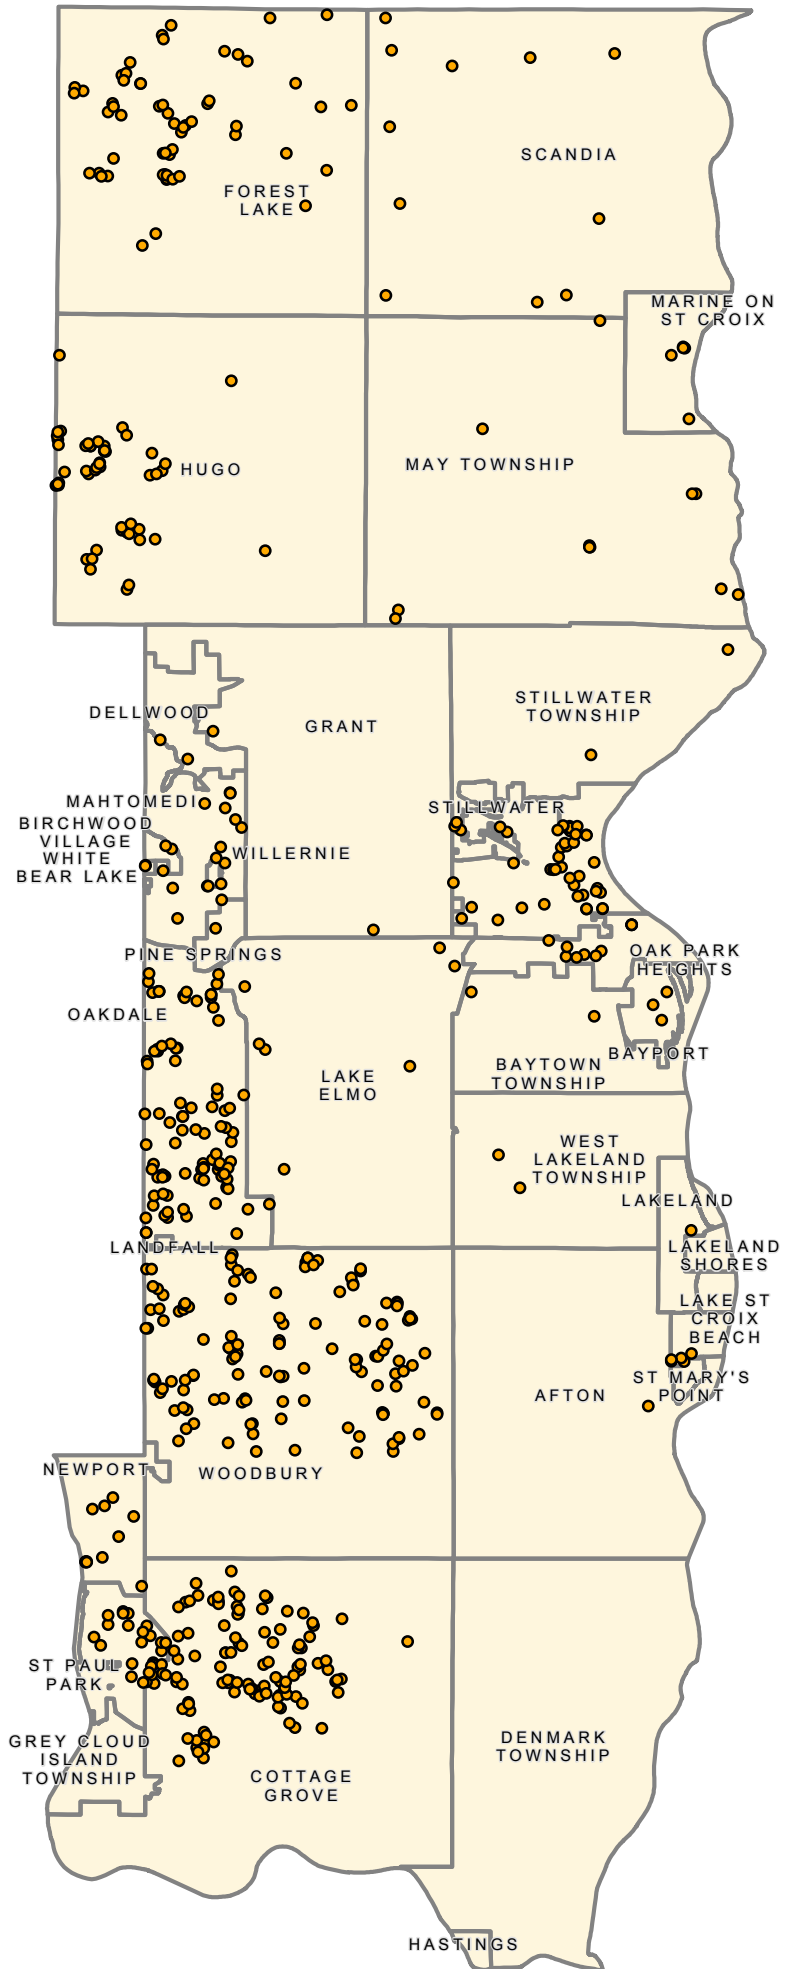 SCANDIA
FOREST
LAKE
MARINE ON
ST CROIX
MAY TOWNSHIP
HUGO
STILLWATER
TOWNSHIP
DELLWOOD
GRANT
MAHTOMEDI
STILLWATER
BIRCHWOOD
VILLAGE
WILLERNIE
WHITE
BEAR LAKE
PINE SPRINGS
OAK PARK
HEIGHTS
OAKDALE
BAYPORT
BAYTOWN
TOWNSHIP
LAKE
ELMO
WEST
LAKELAND
TOWNSHIP
LAKELAND
LANDFALL
LAKELAND
SHORES
LAKE ST
CROIX
BEACH
ST MARY'S
POINT
AFTON
NEWPORT
WOODBURY
ST PAUL
PARK
GREY CLOUD
ISLAND
TOWNSHIP
DENMARK
TOWNSHIP
COTTAGE
GROVE
HASTINGS